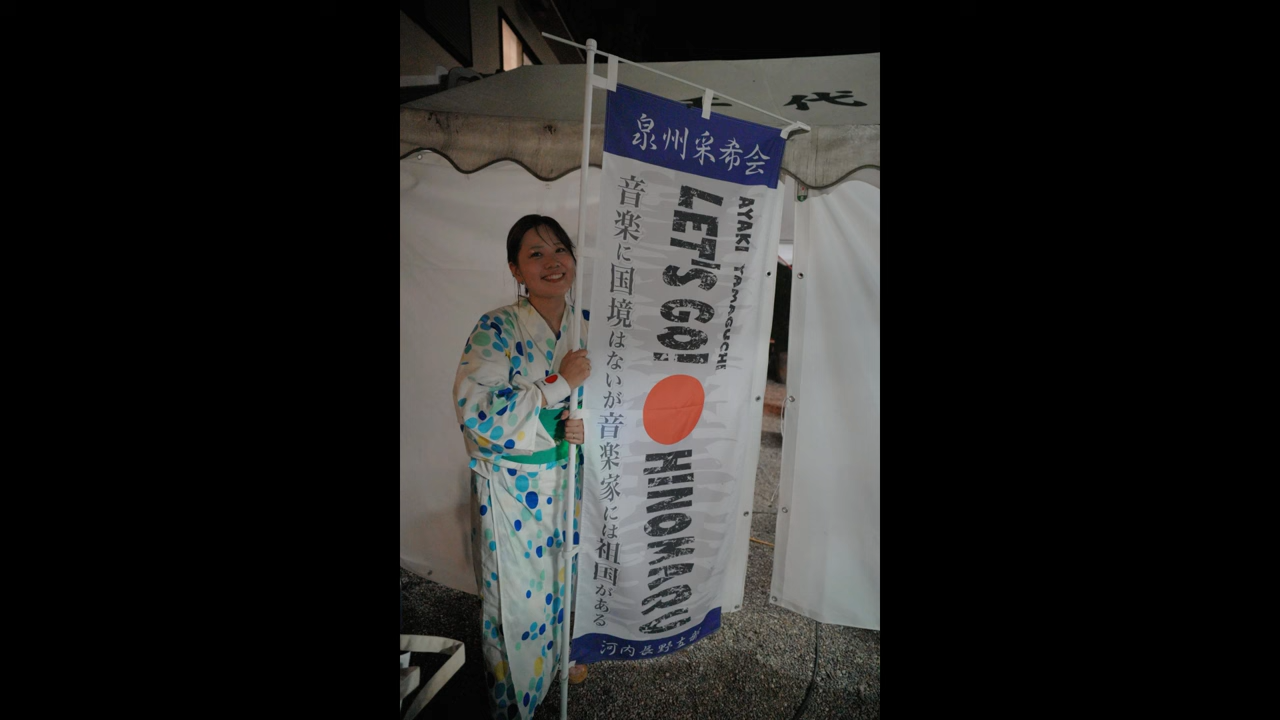 代
泉州采希会
AYAKI YAMAGUCHI
LET'S GO!
HINOMARU
音楽に国境はないが音楽家には祖国がある
河内長野支部